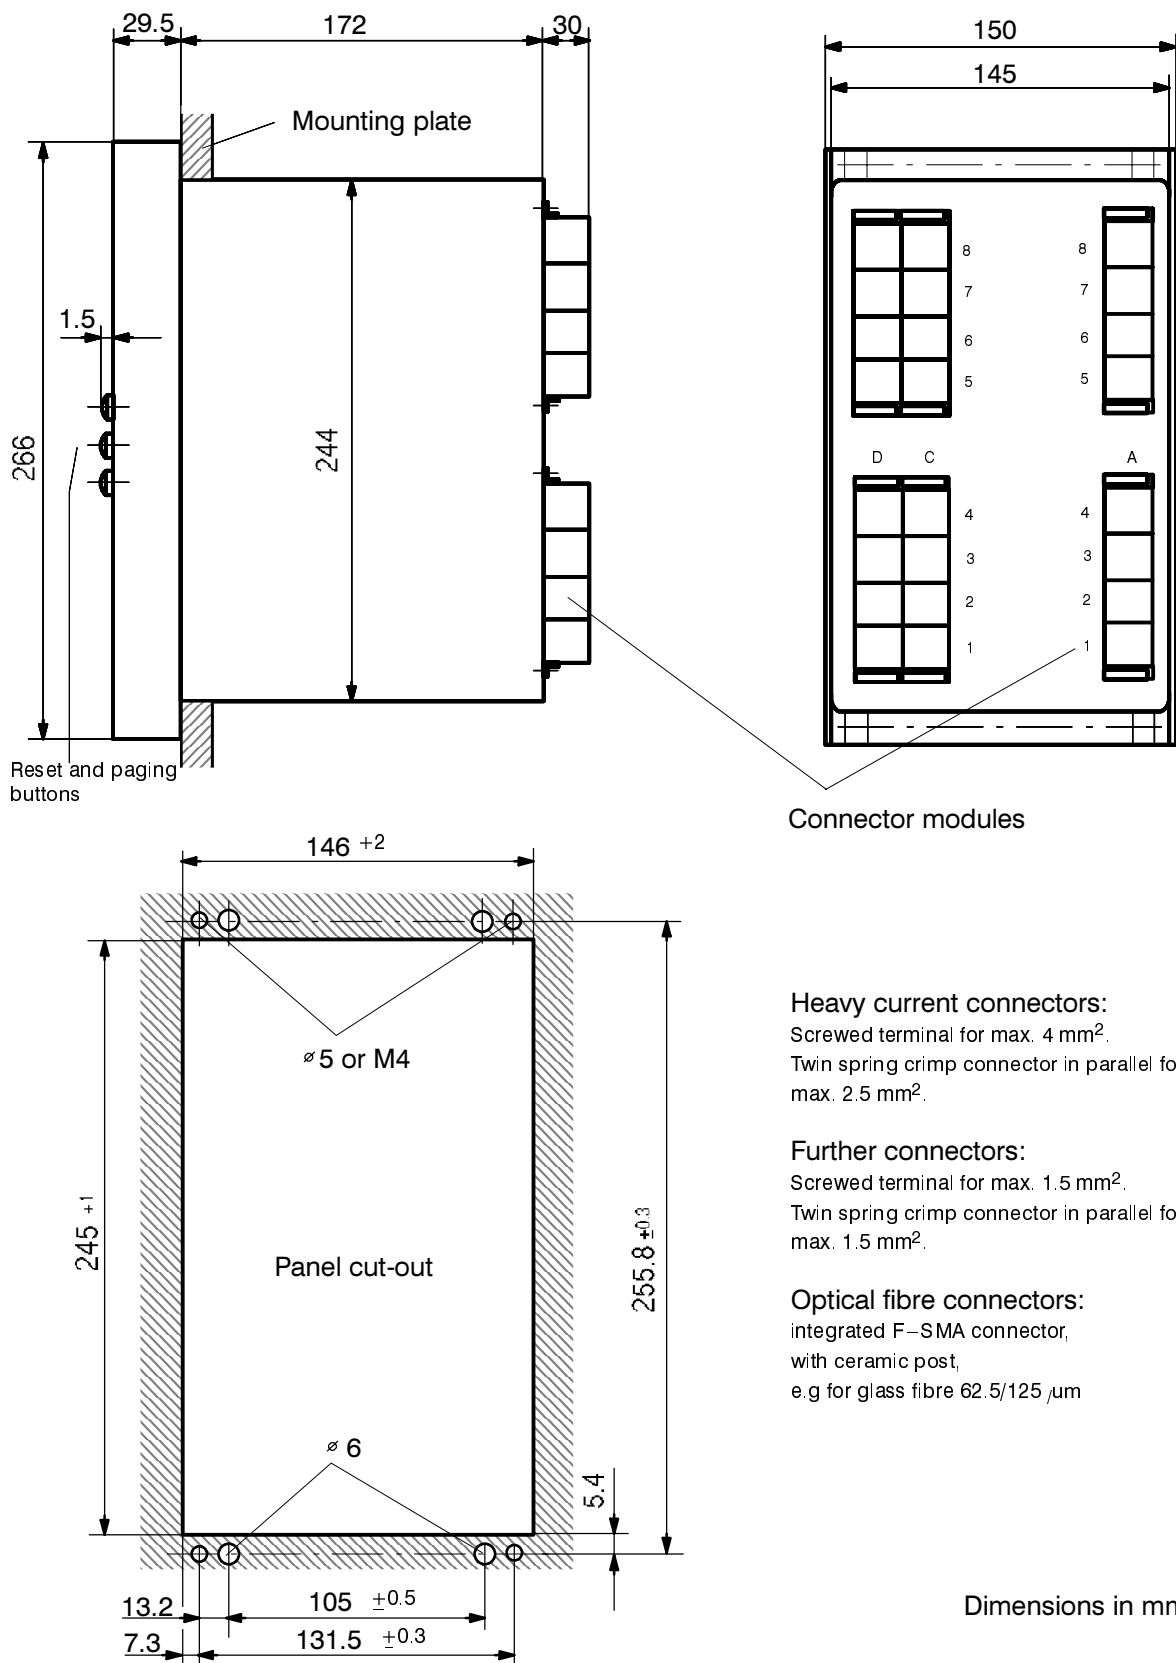 29.5
172
30
150
145
Mounting plate
1.5
266
244
8
7
6
5
8
7
6
5
D C A
4
3
2
1
4
3
2
1
Reset and paging
buttons
Connector modules
146 +2
ø 5 or M4
245 +1
255.8 ±0.3
Panel cut-out
ø 6
5.4
13.2
105 ±0.5
7.3
131.5 ±0.3
Heavy current connectors:
Screwed terminal for max. 4 mm².
Twin spring crimp connector in parallel fo
max. 2.5 mm².
Further connectors:
Screwed terminal for max. 1.5 mm².
Twin spring crimp connector in parallel fo
max. 1.5 mm².
Optical fibre connectors:
integrated F–SMA connector,
with ceramic post,
e.g for glass fibre 62.5/125 /um
Dimensions in mm